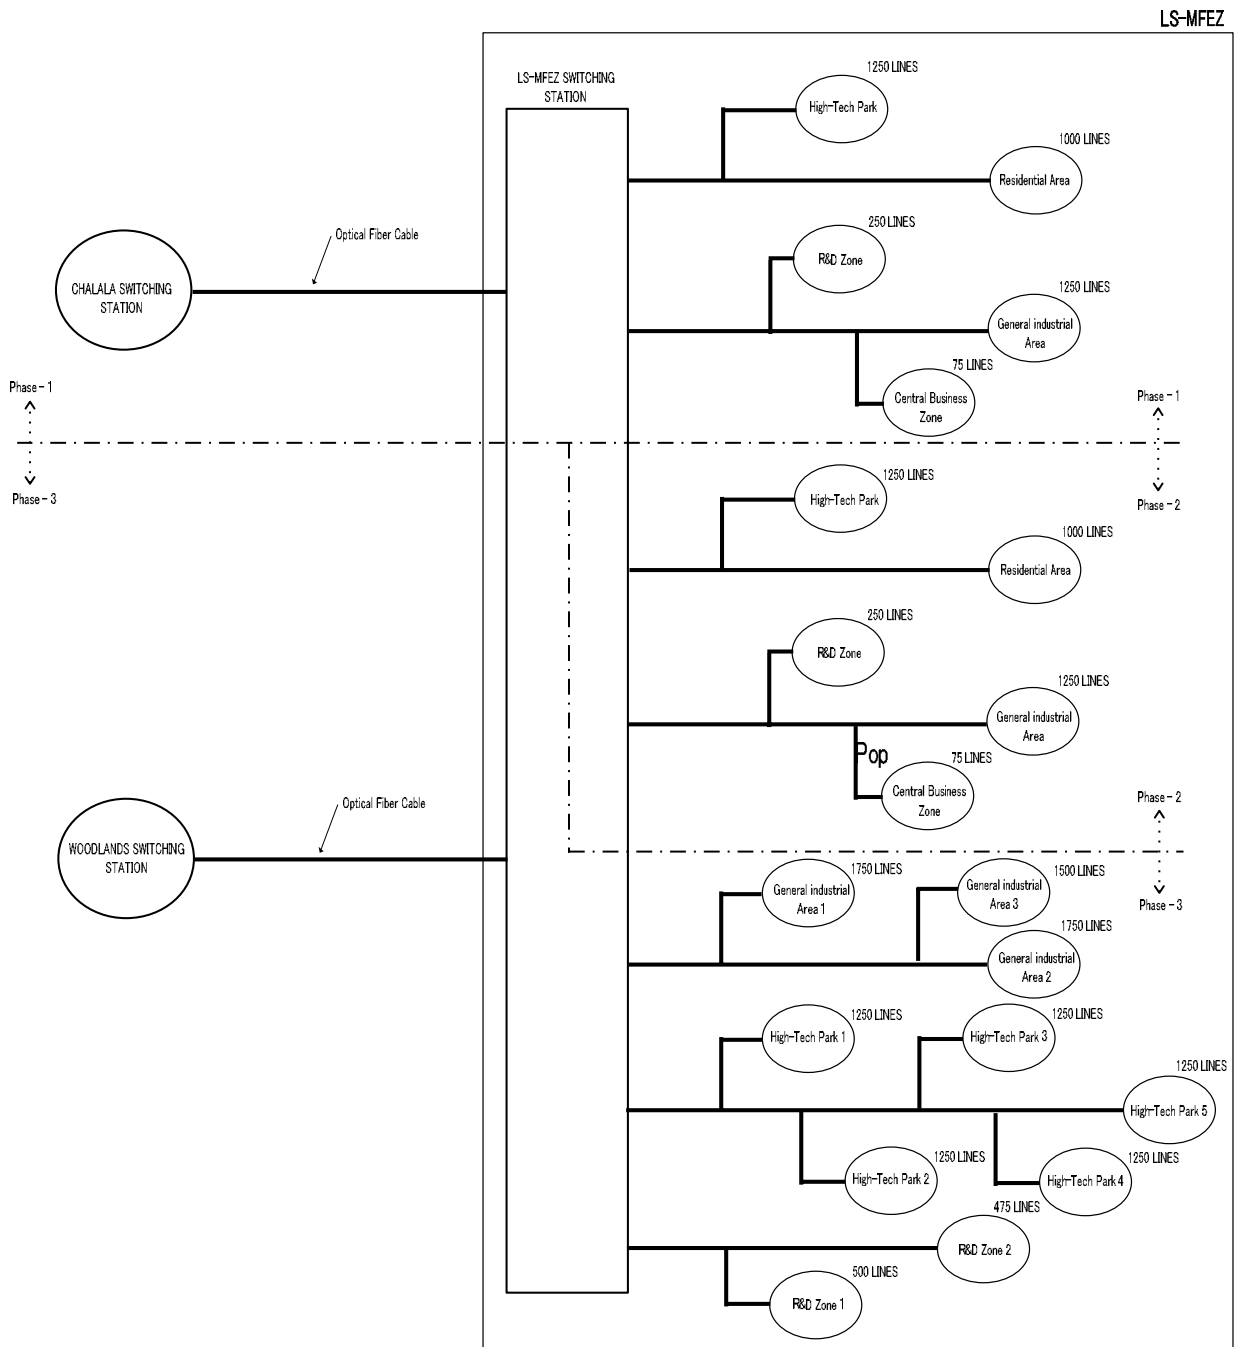 LS-MFEZ
LS-MFEZ SWITCHING
STATION
1250 LINES
High-Tech Park
1000 LINES
Residential Area
Optical Fiber Cable
CHALALA SWITCHING
STATION
250 LINES
R&D Zone
1250 LINES
General industrial
Area
75 LINES
Central Business
Zone
Phase - 1
Phase - 3
Phase - 1
Phase - 2
1250 LINES
High-Tech Park
1000 LINES
Residential Area
250 LINES
R&D Zone
1250 LINES
General industrial
Area
Pop
75 LINES
Central Business
Zone
Optical Fiber Cable
WOODLANDS SWITCHING
STATION
Phase - 2
Phase - 3
1750 LINES
General industrial
Area 1
1500 LINES
General industrial
Area 3
1750 LINES
General industrial
Area 2
1250 LINES
High-Tech Park 1
1250 LINES
High-Tech Park 3
1250 LINES
High-Tech Park 5
1250 LINES
High-Tech Park 2
1250 LINES
High-Tech Park 4
475 LINES
R&D Zone 2
500 LINES
R&D Zone 1